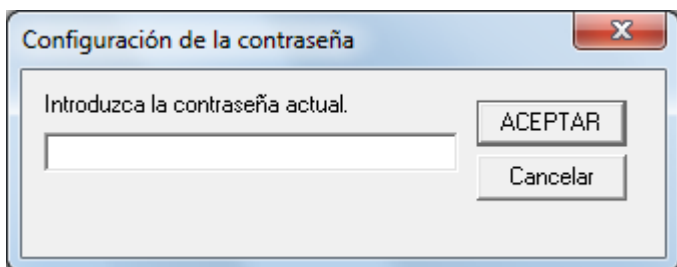 Configuración de la contraseña
Introduzca la contraseña actual.
ACEPTAR
Cancelar